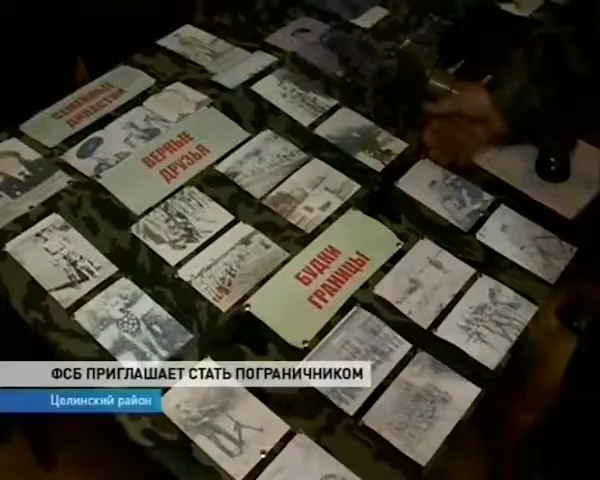 СЕМЕЙНЫЕ
ДИНАСТИИ
ВЕРНЫЕ
ДРУЗЬЯ
БУДНИ
ГРАНИЦЫ
ФСБ ПРИГЛАШАЕТ СТАТЬ ПОГРАНИЧНИКОМ
Целинский район